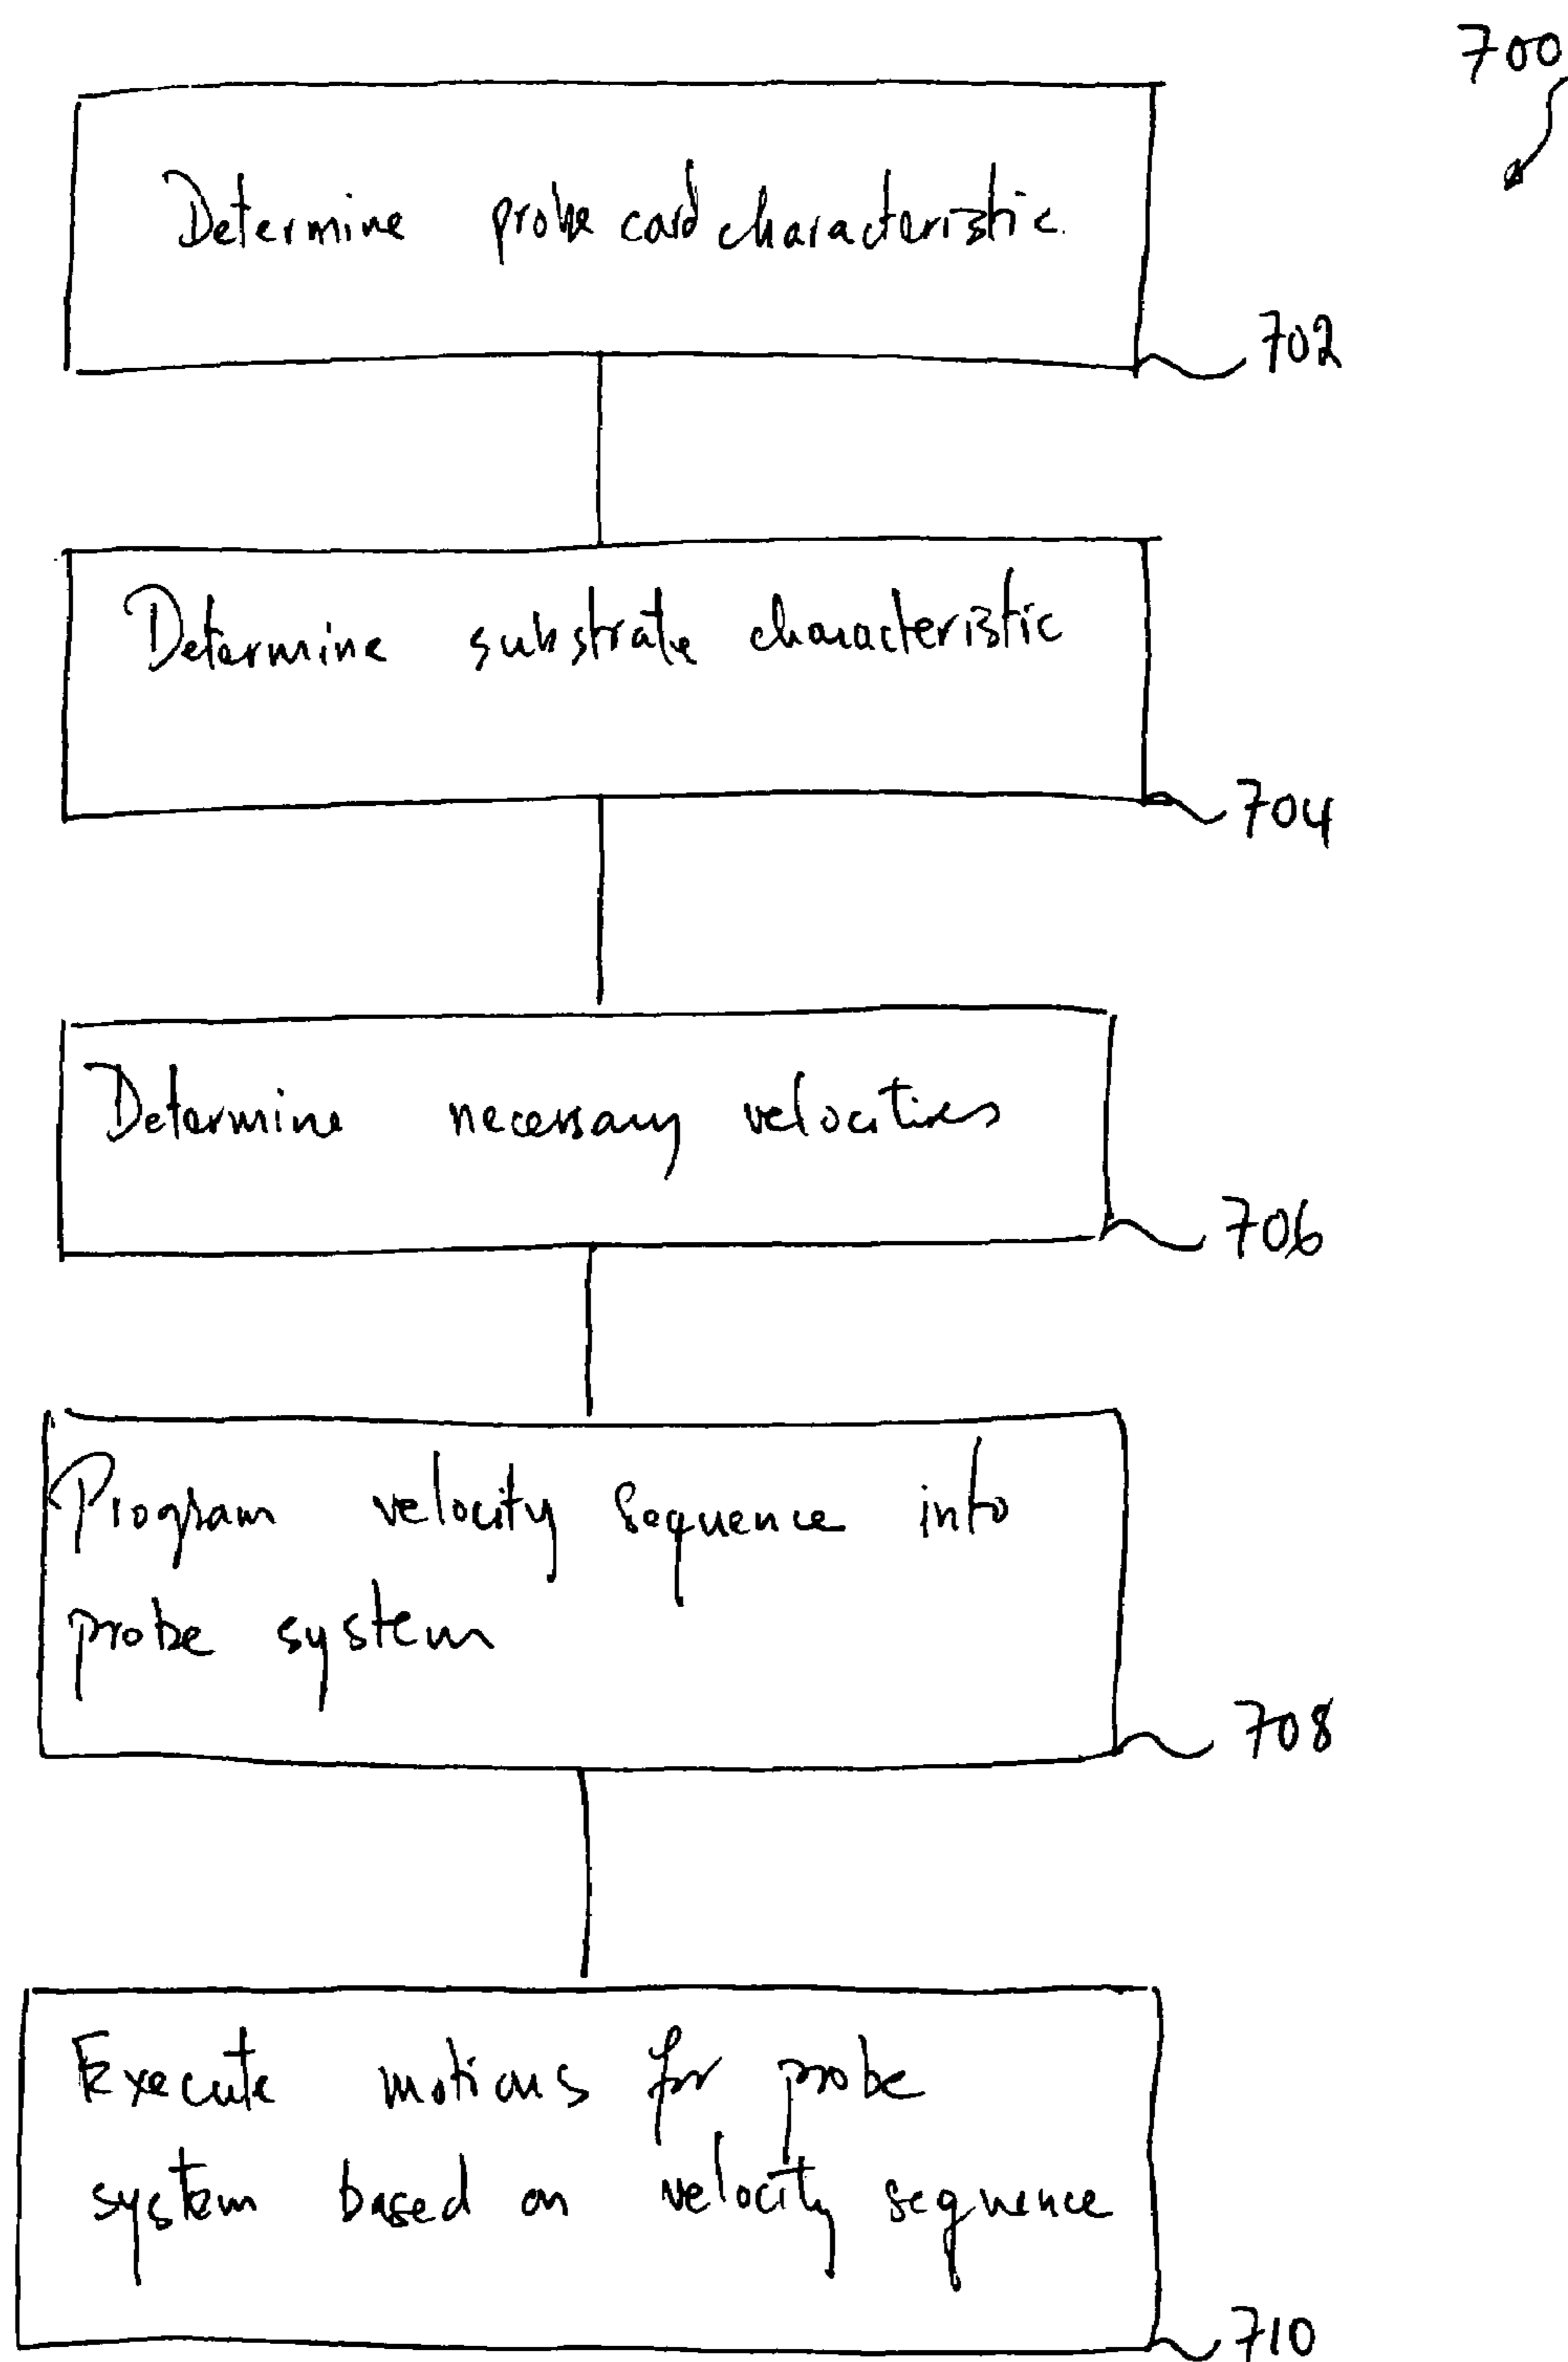 700
Determine probe card characteristic.
702
Determine substrate characteristic
704
Determine necessary velocities
706
Program velocity sequence into
probe system
708
Execute motions for probe
system based on velocity sequence
710